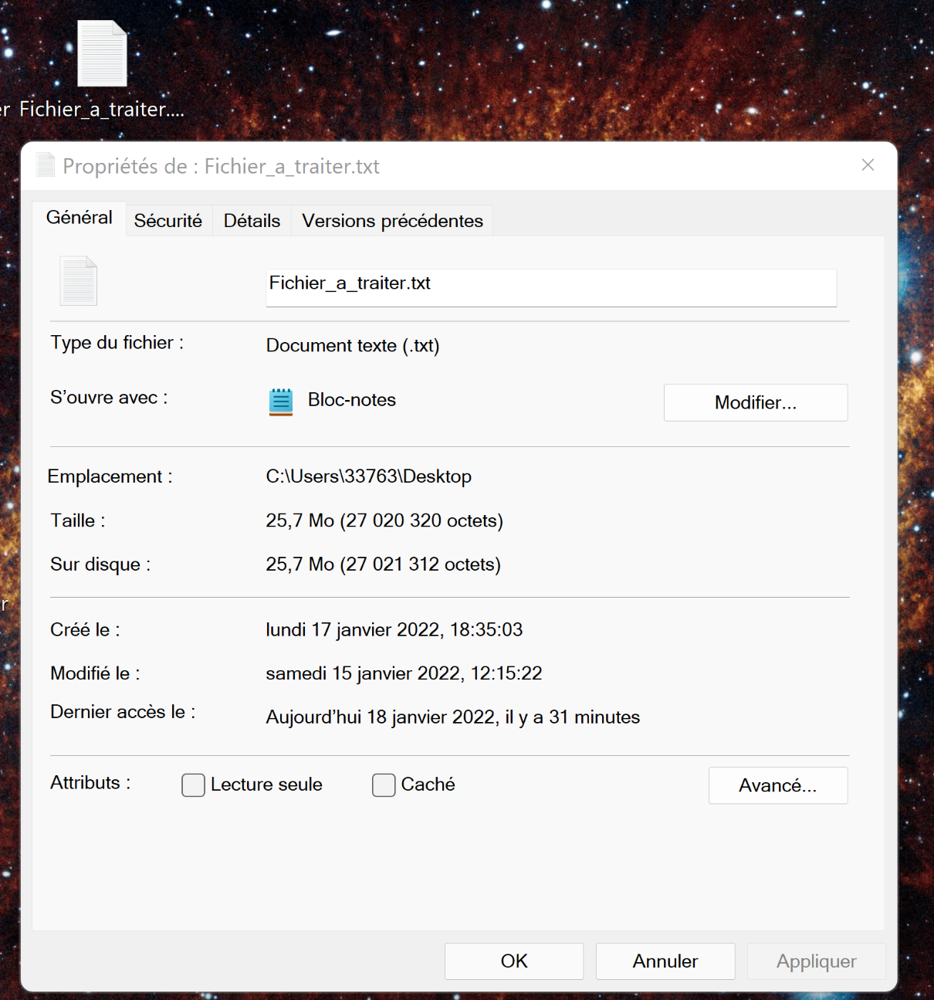 er Fichier_a_traiter....
Propriétés de : Fichier_a_traiter.txt
Général Sécurité Détails Versions précédentes
Fichier_a_traiter.txt
Type du fichier : Document texte (.txt)
S’ouvre avec : Bloc-notes Modifier...
Emplacement : C:\Users\33763\Desktop
Taille : 25,7 Mo (27 020 320 octets)
Sur disque : 25,7 Mo (27 021 312 octets)
r
Créé le : lundi 17 janvier 2022, 18:35:03
Modifié le : samedi 15 janvier 2022, 12:15:22
Dernier accès le : Aujourd’hui 18 janvier 2022, il y a 31 minutes
Attributs : Lecture seule Caché Avancé...
OK Annuler Appliquer